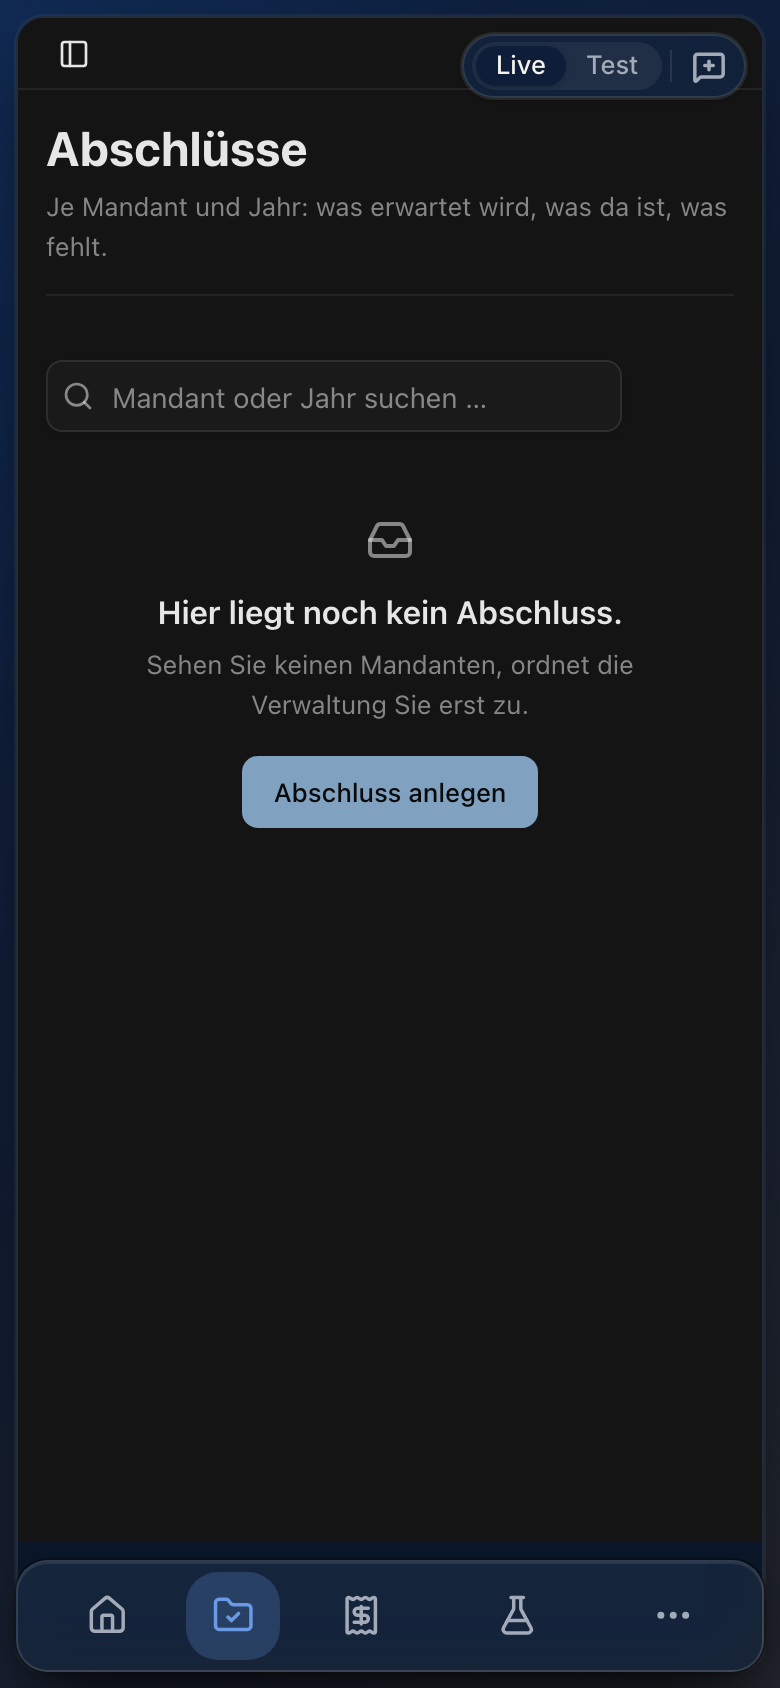 Live Test
Abschlüsse
Je Mandant und Jahr: was erwartet wird, was da ist, was
fehlt.
Mandant oder Jahr suchen ...
Hier liegt noch kein Abschluss.
Sehen Sie keinen Mandanten, ordnet die
Verwaltung Sie erst zu.
Abschluss anlegen